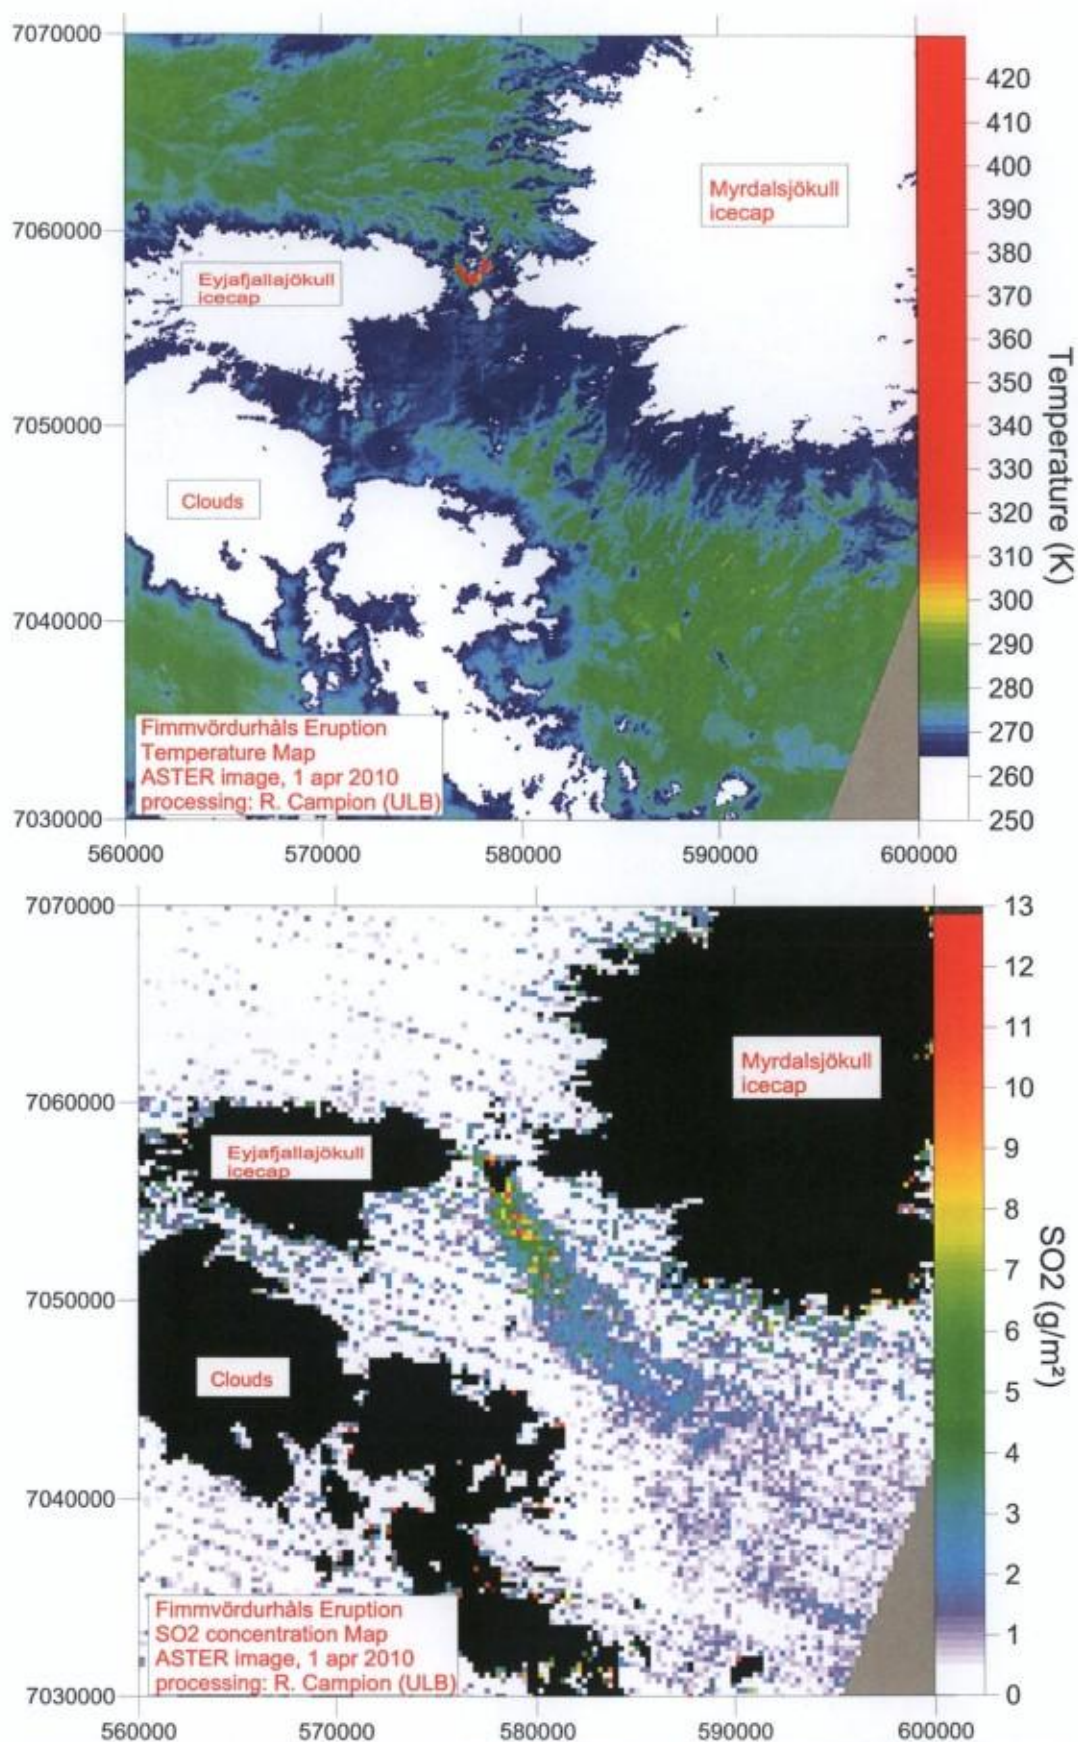 7070000
420
410
400
Myrdalsjökull
icecap
390
7060000
380
Eyjafjallajökull
icecap
370
360
350
7050000
340
330
Clouds
320
310
300
7040000
290
280
Fimmvördurhàls Eruption
Temperature Map
270
ASTER image, 1 apr 2010
260
processing: R. Campion (ULB)
7030000
250
560000 570000 580000 590000 600000
Temperature (K)
7070000
13
12
11
Myrdalsjökull
icecap
10
7060000
9
Eyjafjallajökull
icecap
8
7
7050000
6
Clouds
5
4
7040000
3
2
Fimmvördurhàls Eruption
SO2 concentration Map
1
ASTER image, 1 apr 2010
processing: R. Campion (ULB)
7030000
0
560000 570000 580000 590000 600000
SO2 (g/m²)